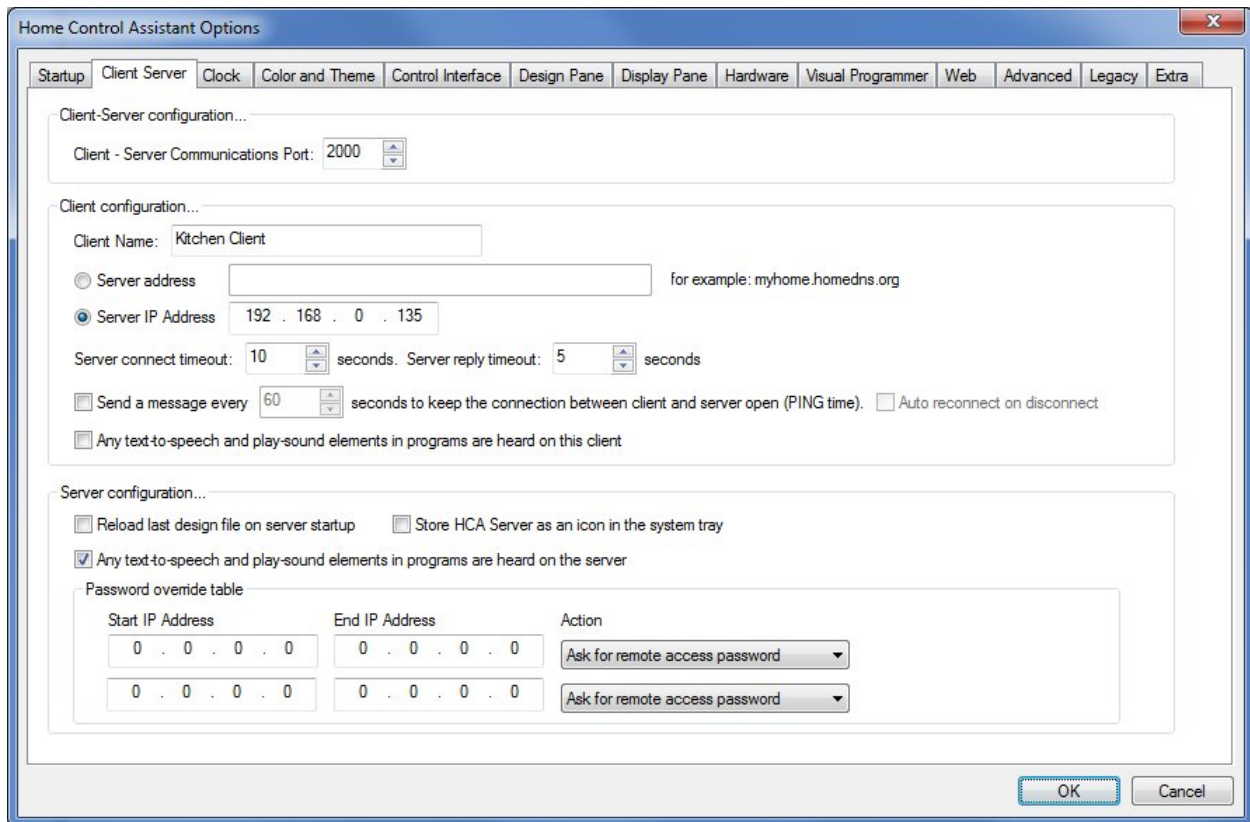 Home Control Assistant Options
Startup Client Server Clock Color and Theme Control Interface Design Pane Display Pane Hardware Visual Programmer Web Advanced Legacy Extra
Client-Server configuration...
Client - Server Communications Port: 2000
Client configuration...
Client Name: Kitchen Client
Server address for example: myhome.homedns.org
Server IP Address 192 . 168 . 0 . 135
Server connect timeout: 10 seconds. Server reply timeout: 5 seconds
Send a message every 60 seconds to keep the connection between client and server open (PING time). Auto reconnect on disconnect
Any text-to-speech and play-sound elements in programs are heard on this client
Server configuration...
Reload last design file on server startup Store HCA Server as an icon in the system tray
Any text-to-speech and play-sound elements in programs are heard on the server
Password override table
Start IP Address End IP Address Action
0 . 0 . 0 . 0 0 . 0 . 0 . 0 Ask for remote access password
0 . 0 . 0 . 0 0 . 0 . 0 . 0 Ask for remote access password
OK Cancel